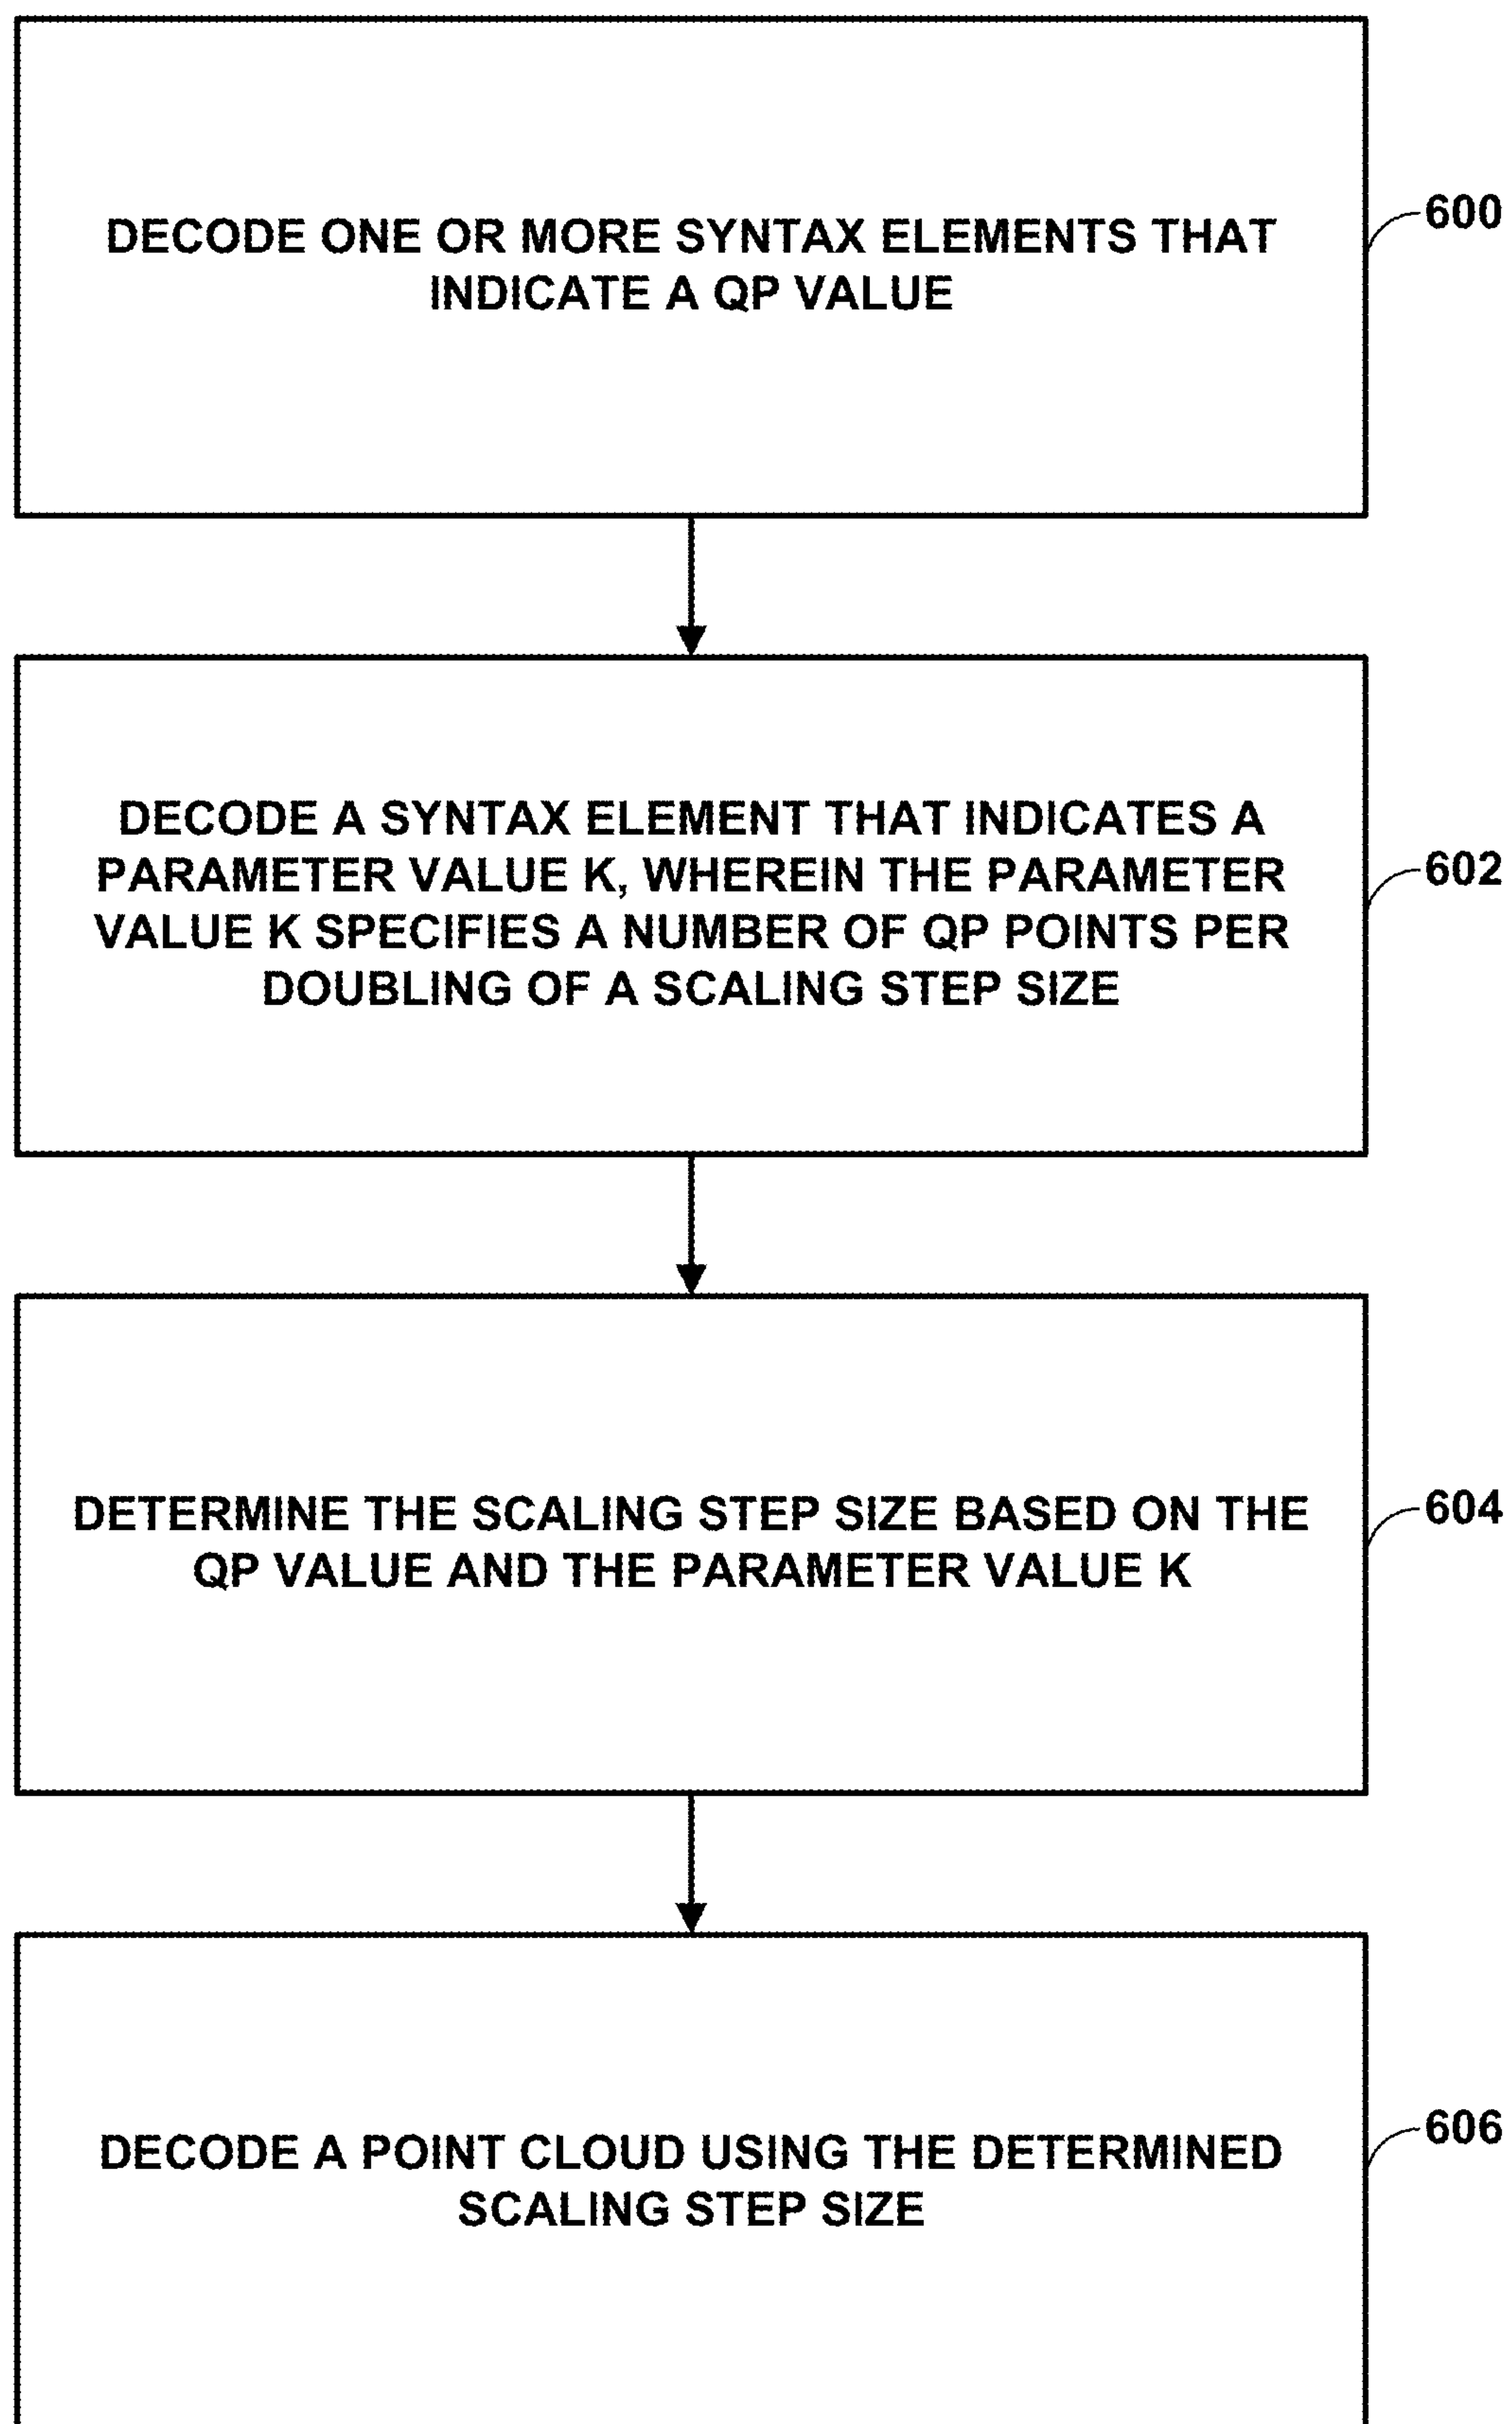 DECODE ONE OR MORE SYNTAX ELEMENTS THAT
INDICATE A QP VALUE
600
DECODE A SYNTAX ELEMENT THAT INDICATES A
PARAMETER VALUE K, WHEREIN THE PARAMETER
VALUE K SPECIFIES A NUMBER OF QP POINTS PER
DOUBLING OF A SCALING STEP SIZE
602
DETERMINE THE SCALING STEP SIZE BASED ON THE
QP VALUE AND THE PARAMETER VALUE K
604
DECODE A POINT CLOUD USING THE DETERMINED
SCALING STEP SIZE
606